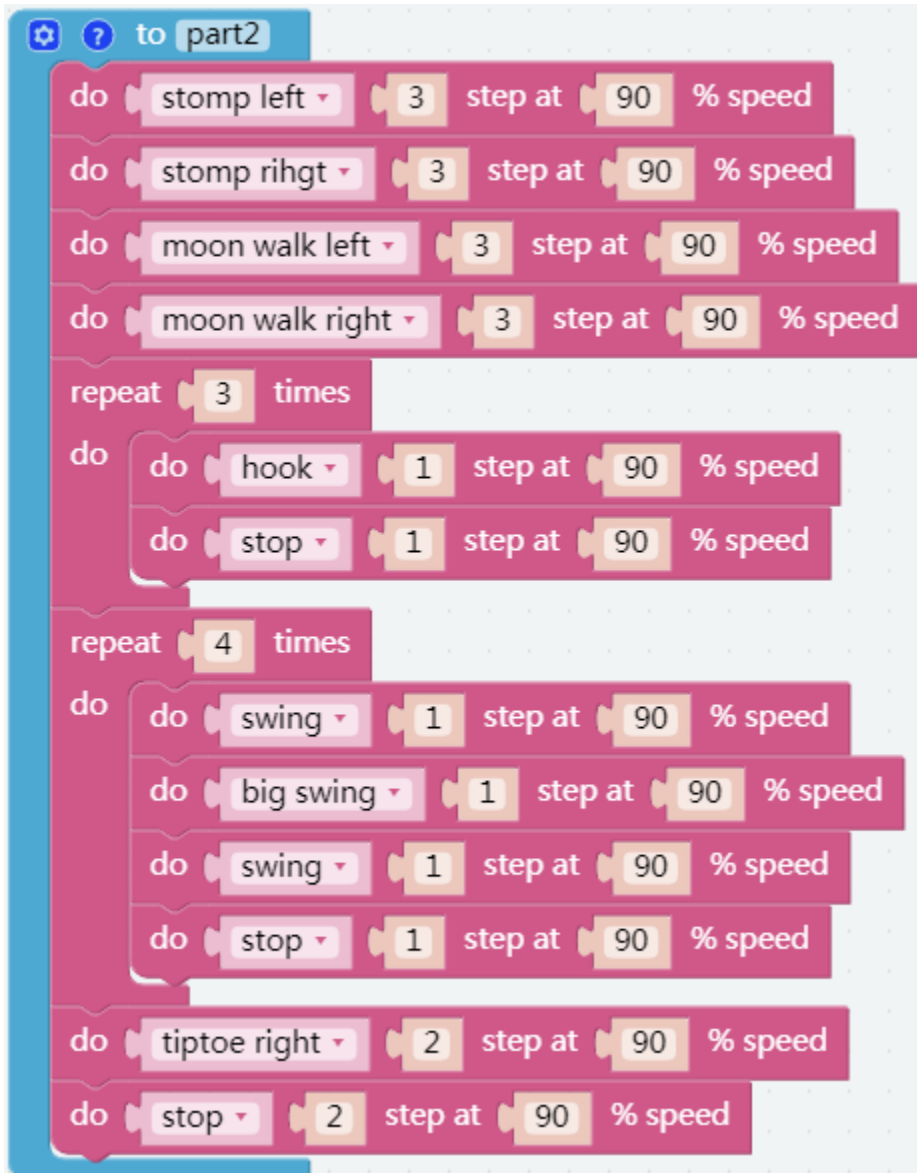 ? to part2
do stomp left 3 step at 90 % speed
do stomp rihgt 3 step at 90 % speed
do moon walk left 3 step at 90 % speed
do moon walk right 3 step at 90 % speed
repeat 3 times
do do hook 1 step at 90 % speed
do stop 1 step at 90 % speed
repeat 4 times
do do swing 1 step at 90 % speed
do big swing 1 step at 90 % speed
do swing 1 step at 90 % speed
do stop 1 step at 90 % speed
do tiptoe right 2 step at 90 % speed
do stop 2 step at 90 % speed